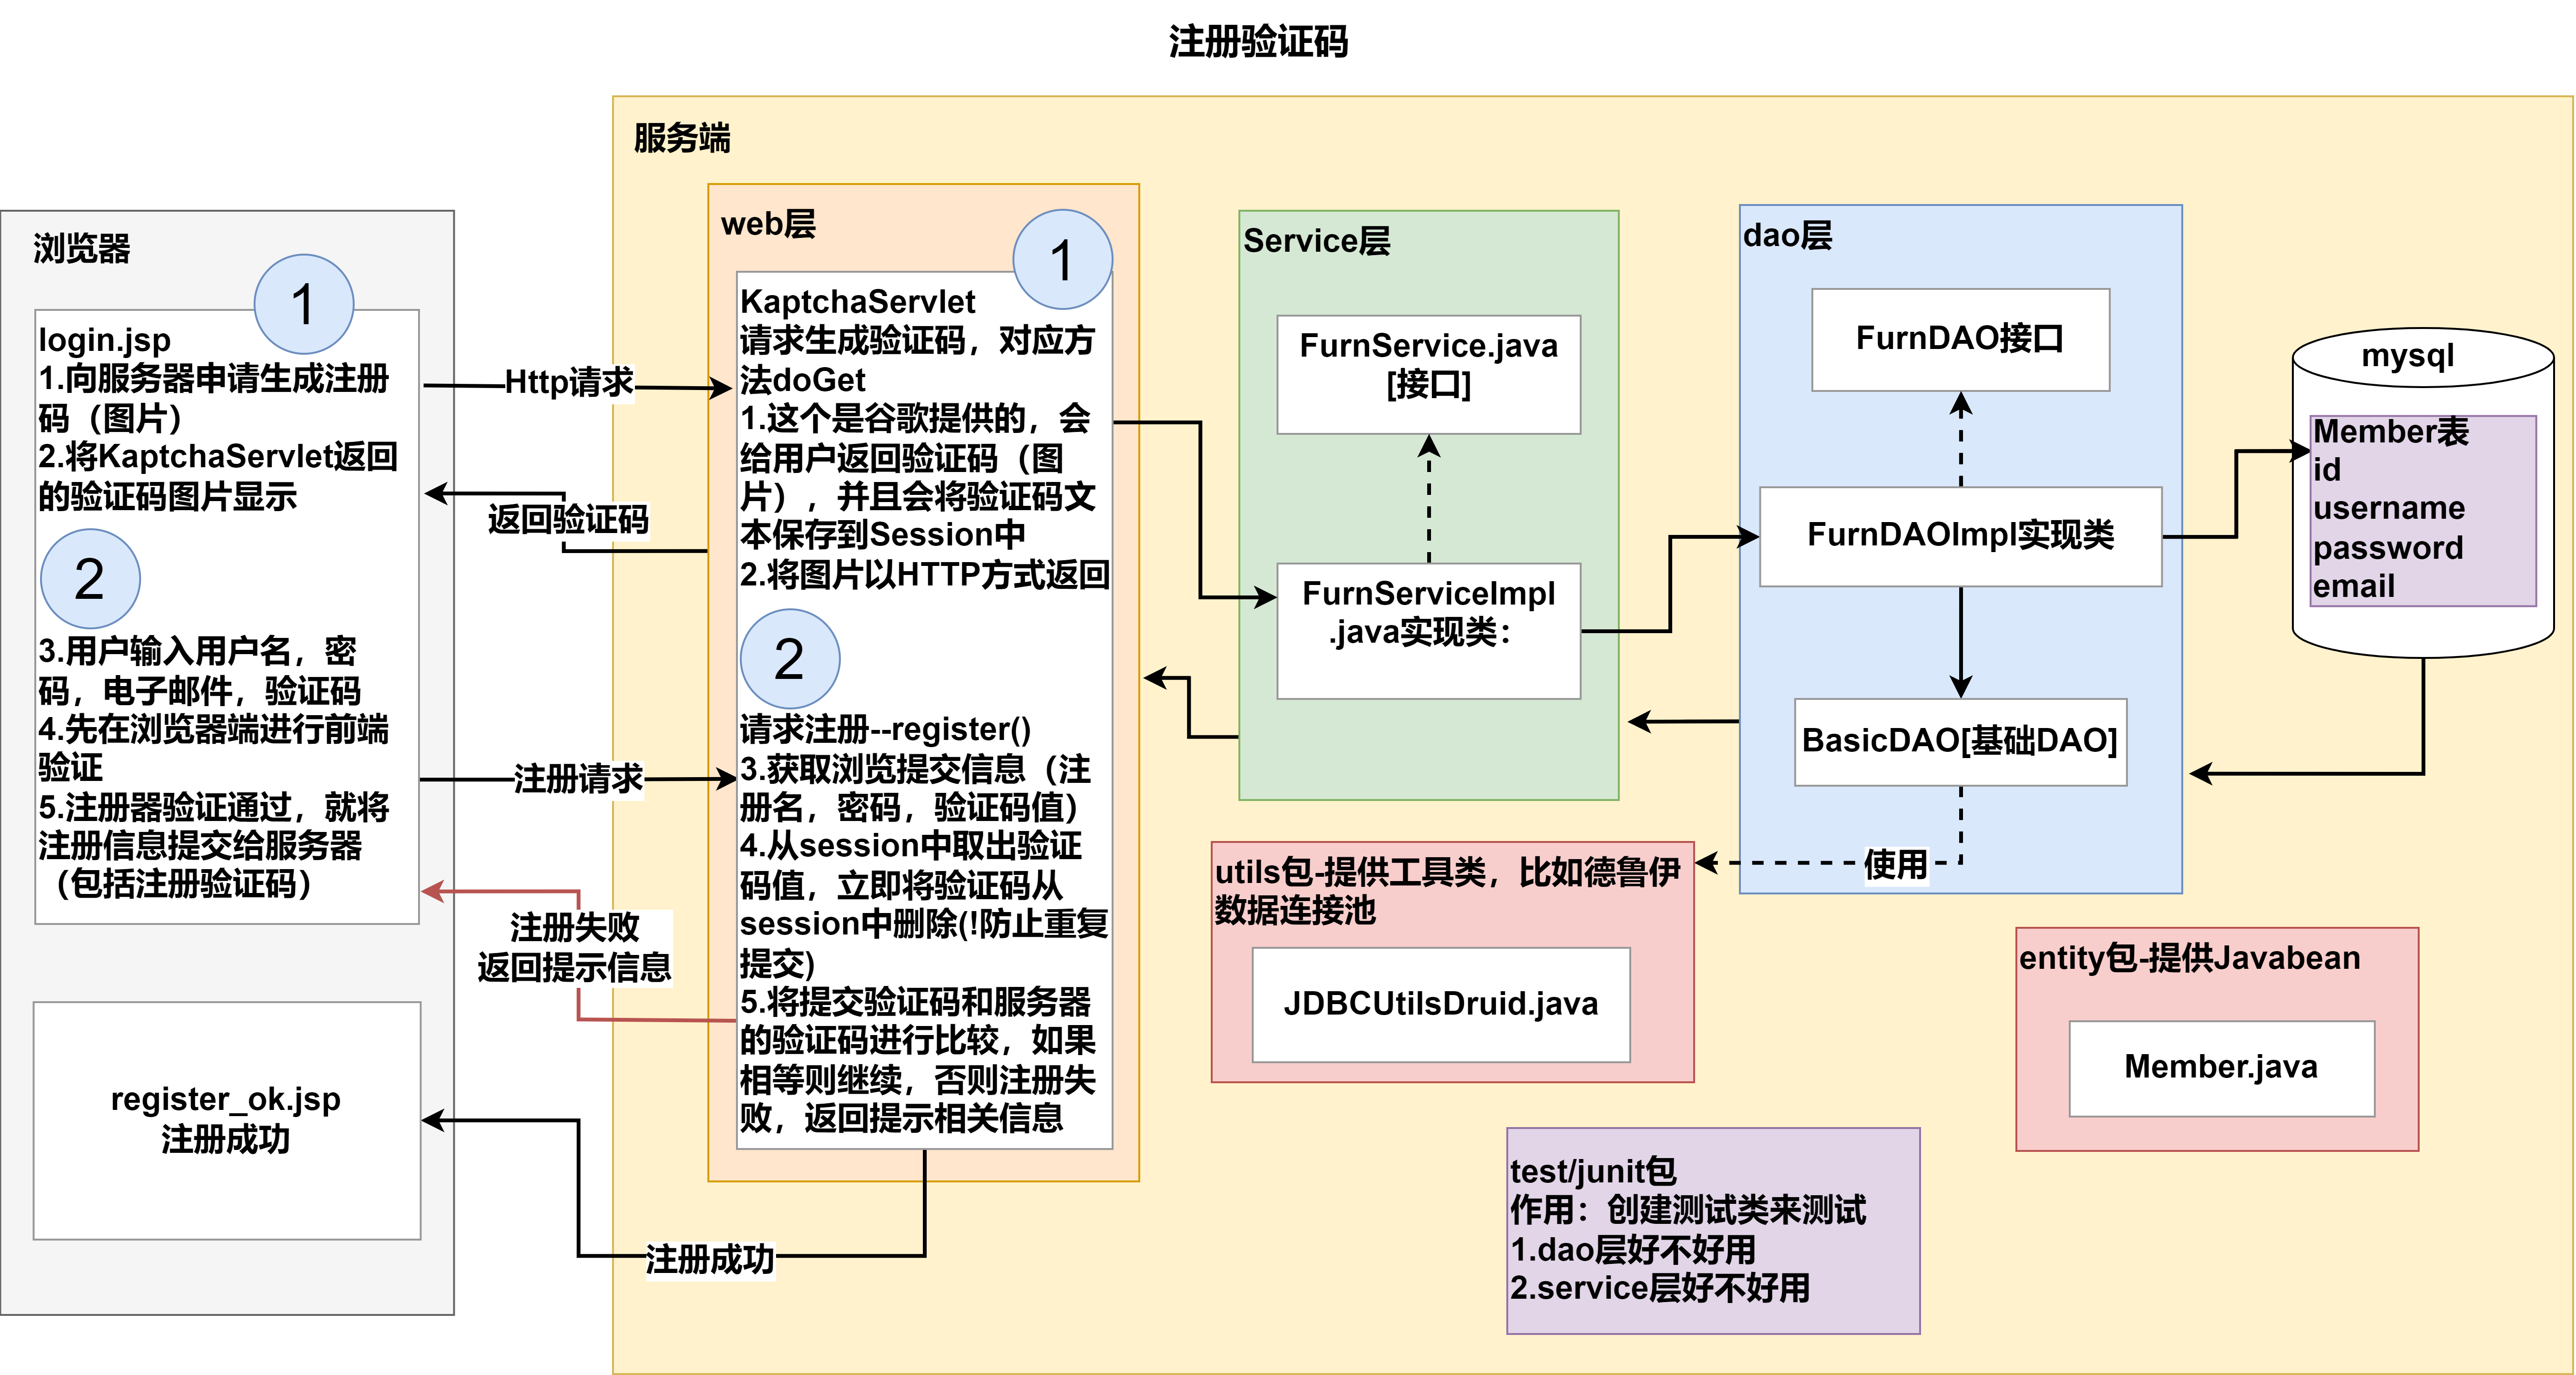 注册验证码
服务端
浏览器
1
login.jsp
1.向服务器申请生成注册
码（图片）
2.将KaptchaServlet返回
的验证码图片显示
2
3.用户输入用户名，密
码，电子邮件，验证码
4.先在浏览器端进行前端
验证
5.注册器验证通过，就将
注册信息提交给服务器
（包括注册验证码）
register_ok.jsp
注册成功
Http请求
返回验证码
注册请求
注册失败
返回提示信息
注册成功
web层
1
KaptchaServlet
请求生成验证码，对应方
法doGet
1.这个是谷歌提供的，会
给用户返回验证码（图
片），并且会将验证码文
本保存到Session中
2.将图片以HTTP方式返回
2
请求注册--register()
3.获取浏览提交信息（注
册名，密码，验证码值）
4.从session中取出验证
码值，立即将验证码从
session中删除(!防止重复
提交)
5.将提交验证码和服务器
的验证码进行比较，如果
相等则继续，否则注册失
败，返回提示相关信息
Service层
FurnService.java
[接口]
FurnServiceImpl
.java实现类：
dao层
FurnDAO接口
FurnDAOImpl实现类
BasicDAO[基础DAO]
使用
mysql
Member表
id
username
password
email
utils包-提供工具类，比如德鲁伊
数据连接池
JDBCUtilsDruid.java
entity包-提供Javabean
Member.java
test/junit包
作用：创建测试类来测试
1.dao层好不好用
2.service层好不好用